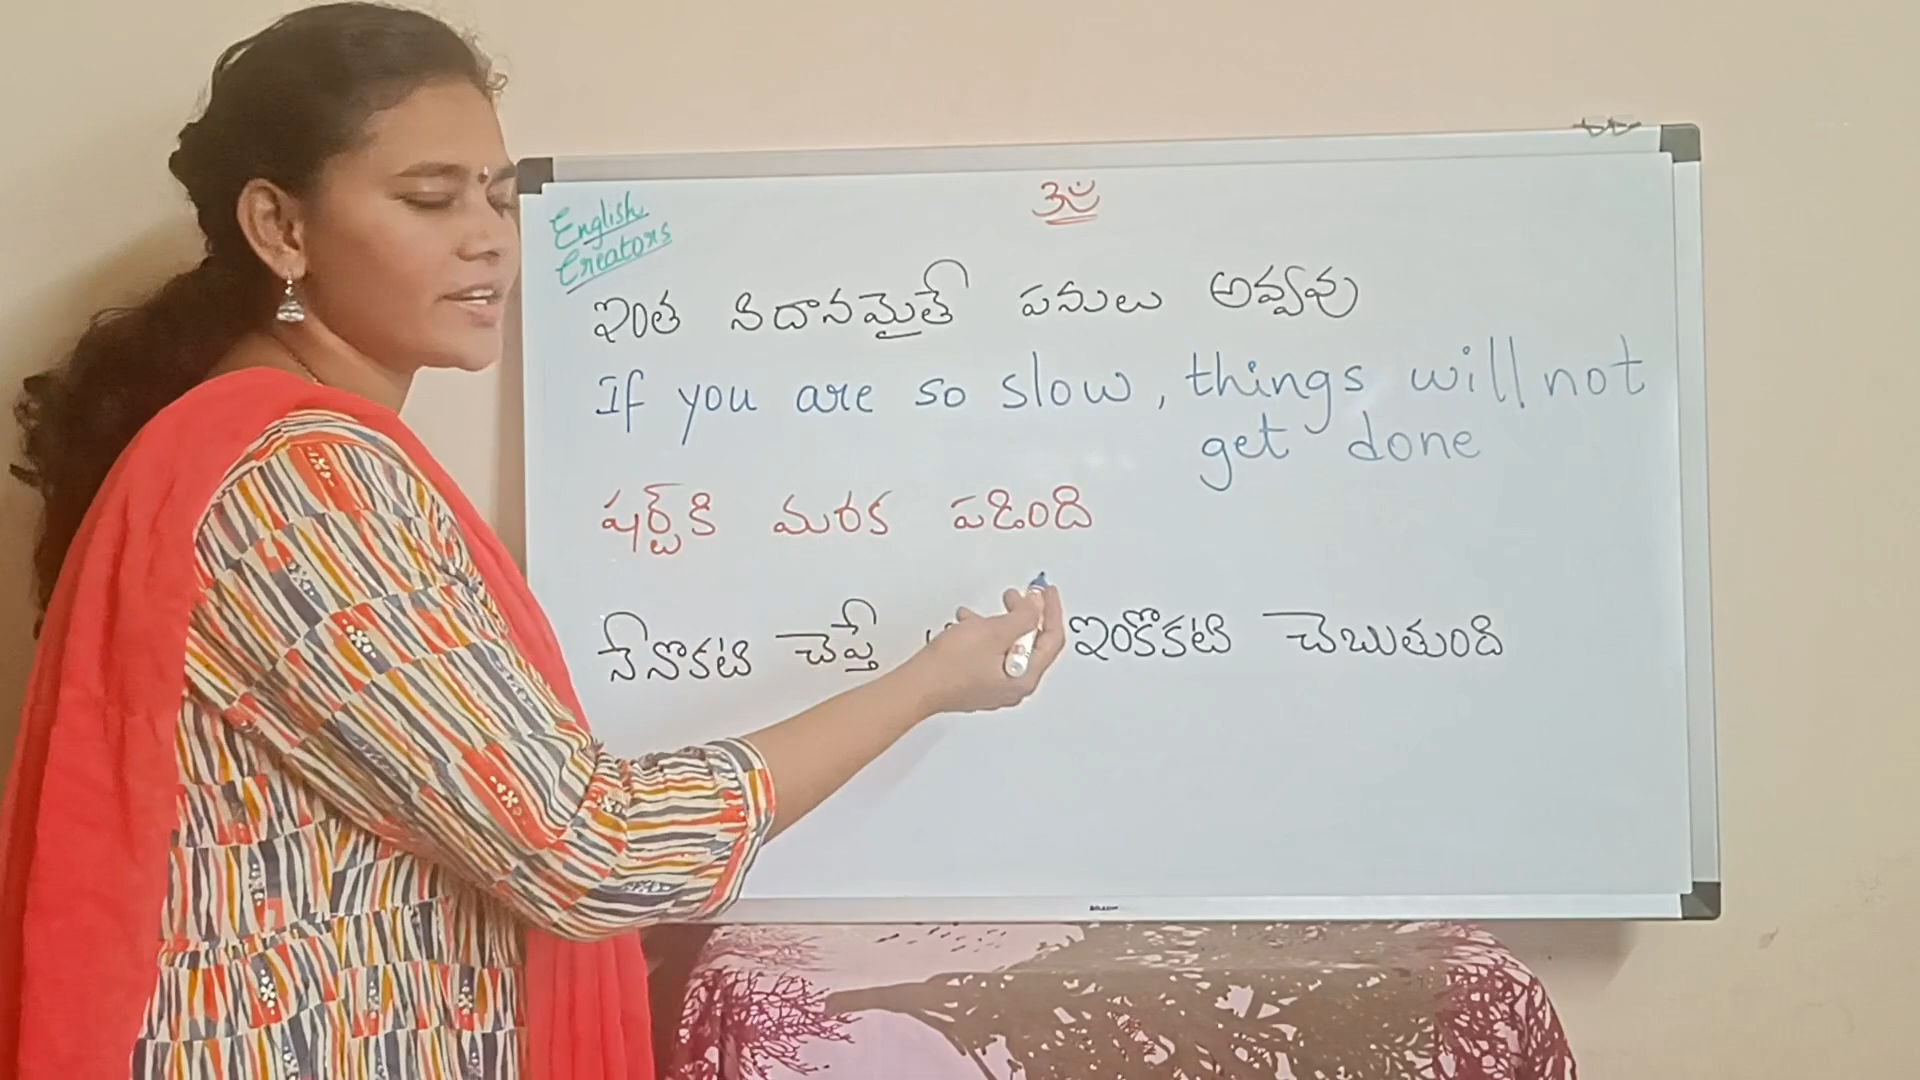 English
Creators
ఓం
ఇంత నిదానమైతే పనులు అవ్వవు
If you are so slow, things will not
get done
షర్ట్‌కి మరక పడింది
నేనొకటి చెప్తే ఇంకొకటి చెబుతుంది